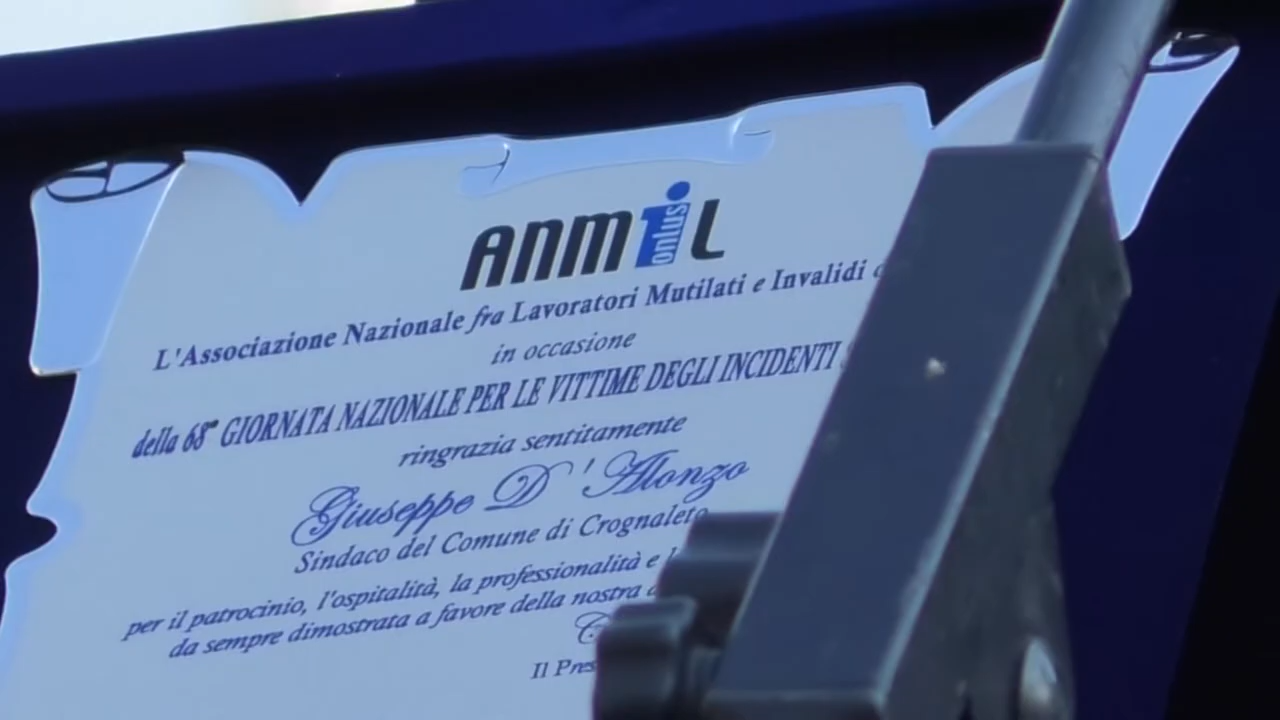 ANMiL
onlus
L'Associazione Nazionale fra Lavoratori Mutilati e Invalidi
in occasione
della 68ª GIORNATA NAZIONALE PER LE VITTIME DEGLI INCIDENTI
ringrazia sentitamente
Giuseppe D'Alonzo
Sindaco del Comune di Crognaleto
per il patrocinio, l'ospitalità, la professionalità e
da sempre dimostrata a favore della nostra
Il